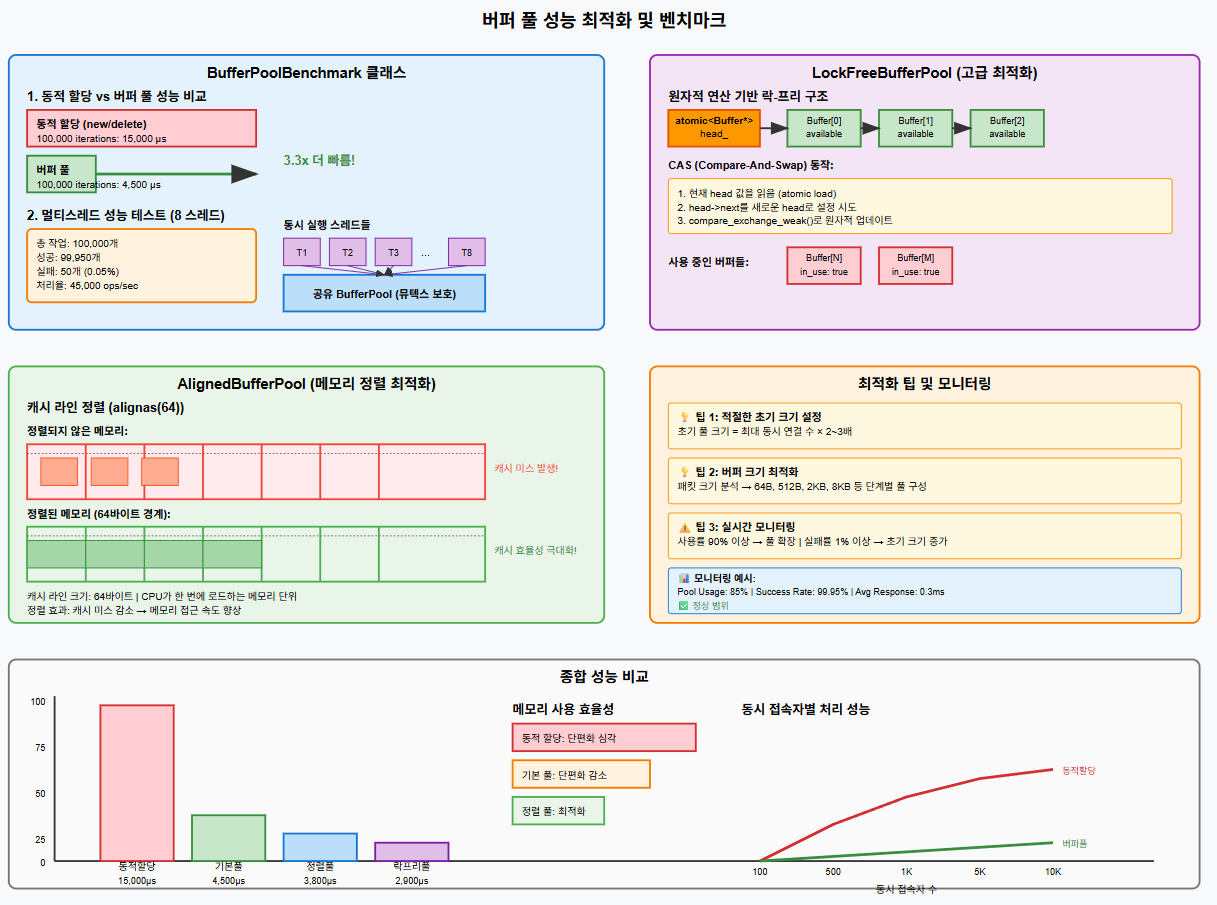 버퍼 풀 성능 최적화 및 벤치마크
BufferPoolBenchmark 클래스
1. 동적 할당 vs 버퍼 풀 성능 비교
동적 할당 (new/delete)
100,000 iterations: 15,000 μs
버퍼 풀
100,000 iterations: 4,500 μs
3.3x 더 빠름!
2. 멀티스레드 성능 테스트 (8 스레드)
총 작업: 100,000개
성공: 99,950개
실패: 50개 (0.05%)
처리율: 45,000 ops/sec
동시 실행 스레드들
T1 T2 T3 ... T8
공유 BufferPool (뮤텍스 보호)
LockFreeBufferPool (고급 최적화)
원자적 연산 기반 락-프리 구조
atomic<Buffer*>
head_
Buffer[0]
available
Buffer[1]
available
Buffer[2]
available
CAS (Compare-And-Swap) 동작:
1. 현재 head 값을 읽음 (atomic load)
2. head->next를 새로운 head로 설정 시도
3. compare_exchange_weak()로 원자적 업데이트
사용 중인 버퍼들:
Buffer[N]
in_use: true
Buffer[M]
in_use: true
AlignedBufferPool (메모리 정렬 최적화)
캐시 라인 정렬 (alignas(64))
정렬되지 않은 메모리:
캐시 미스 발생!
정렬된 메모리 (64바이트 경계):
캐시 효율성 극대화!
캐시 라인 크기: 64바이트 | CPU가 한 번에 로드하는 메모리 단위
정렬 효과: 캐시 미스 감소 → 메모리 접근 속도 향상
최적화 팁 및 모니터링
💡 팁 1: 적절한 초기 크기 설정
초기 풀 크기 = 최대 동시 연결 수 × 2~3배
💡 팁 2: 버퍼 크기 최적화
패킷 크기 분석 → 64B, 512B, 2KB, 8KB 등 단계별 풀 구성
⚠️ 팁 3: 실시간 모니터링
사용률 90% 이상 → 풀 확장 | 실패률 1% 이상 → 초기 크기 증가
📊 모니터링 예시:
Pool Usage: 85% | Success Rate: 99.95% | Avg Response: 0.3ms
✅ 정상 범위
종합 성능 비교
100
75
50
25
0
동적할당
15,000μs
기본풀
4,500μs
정렬풀
3,800μs
락프리풀
2,900μs
메모리 사용 효율성
동적 할당: 단편화 심각
기본 풀: 단편화 감소
정렬 풀: 최적화
동시 접속자별 처리 성능
동적할당
버퍼풀
100 500 1K 5K 10K
동시 접속자 수